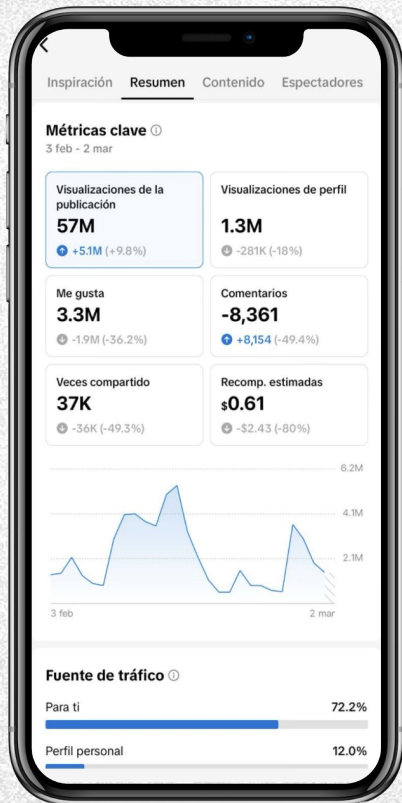 Inspiración Resumen Contenido Espectadores
Métricas clave
3 feb - 2 mar
Visualizaciones de la
publicación
57M
+5.1M (+9.8%)
Visualizaciones de perfil
1.3M
-281K (-18%)
Me gusta
3.3M
-1.9M (-36.2%)
Comentarios
-8,361
+8,154 (-49.4%)
Veces compartido
37K
-36K (-49.3%)
Recomp. estimadas
$0.61
-$2.43 (-80%)
6.2M
4.1M
2.1M
3 feb 2 mar
Fuente de tráfico
Para ti 72.2%
Perfil personal 12.0%